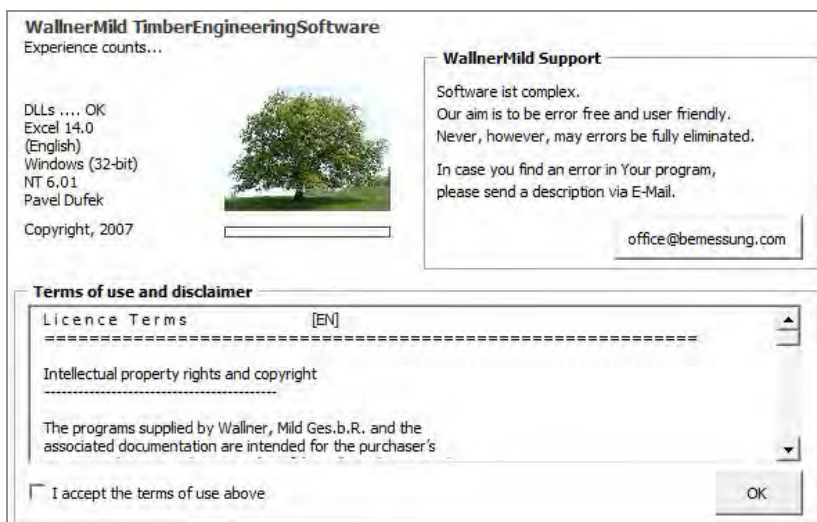 WallnerMild TimberEngineeringSoftware
Experience counts...
DLLs .... OK
Excel 14.0
(English)
Windows (32-bit)
NT 6.01
Pavel Dufek
Copyright, 2007
WallnerMild Support
Software ist complex.
Our aim is to be error free and user friendly.
Never, however, may errors be fully eliminated.
In case you find an error in Your program,
please send a description via E-Mail.
office@bemessung.com
Terms of use and disclaimer
Licence Terms [EN]
================================================================
Intellectual property rights and copyright
------------------------------------------
The programs supplied by Wallner, Mild Ges.b.R. and the
associated documentation are intended for the purchaser's
I accept the terms of use above
OK